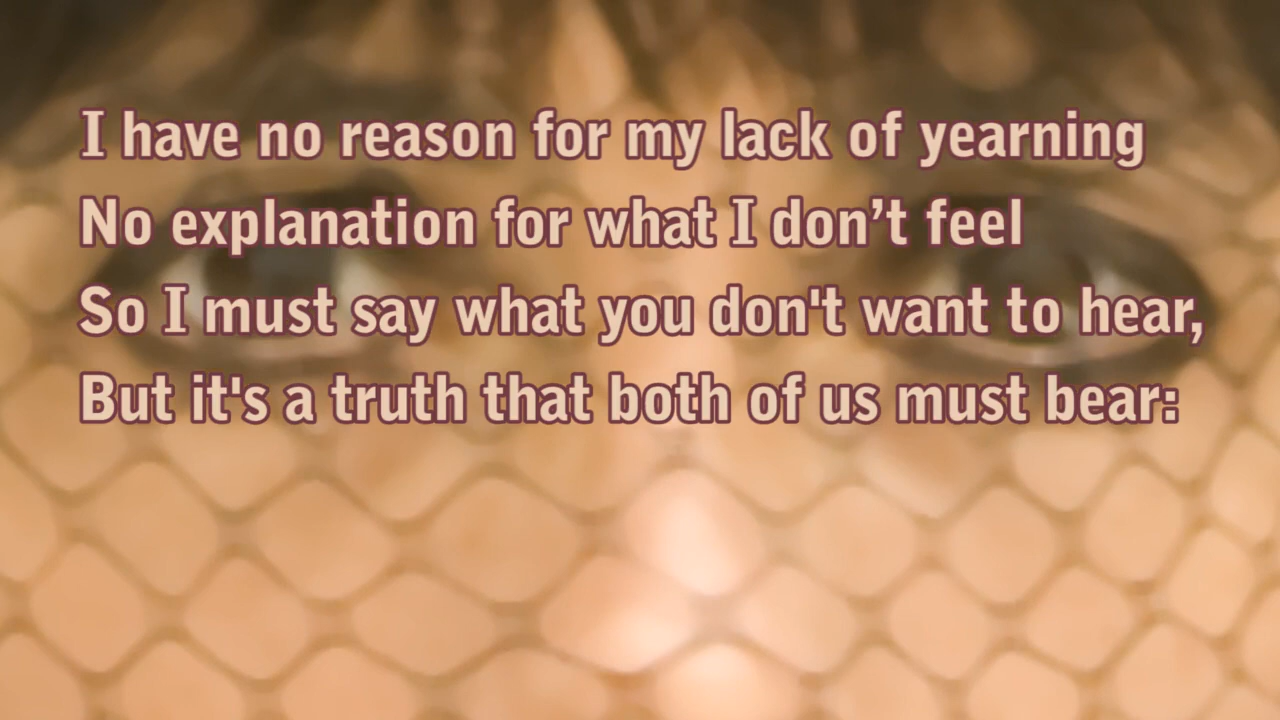 I have no reason for my lack of yearning
No explanation for what I don’t feel
So I must say what you don't want to hear,
But it's a truth that both of us must bear: